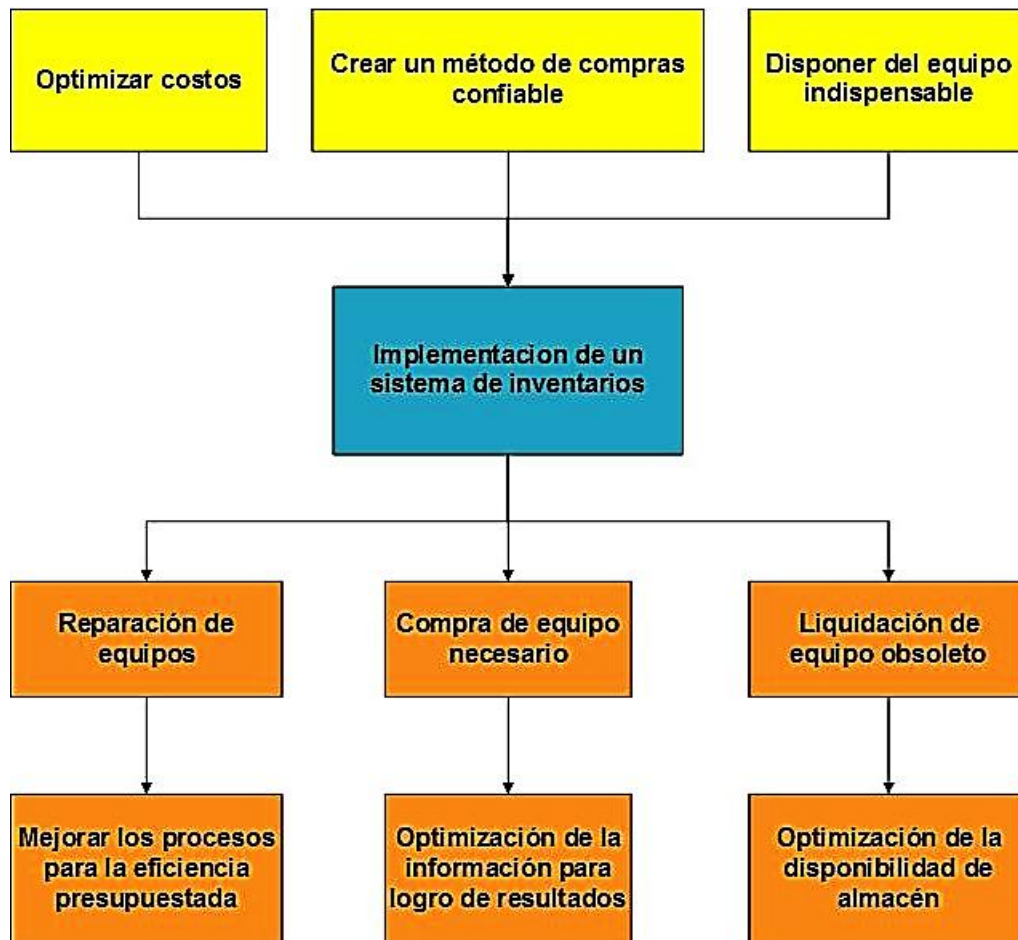 Optimizar costos
Crear un método de compras
confiable
Disponer del equipo
indispensable
Implementacion de un
sistema de inventarios
Reparación de
equipos
Compra de equipo
necesario
Liquidación de
equipo obsoleto
Mejorar los procesos
para la eficiencia
presupuestada
Optimización de la
información para
logro de resultados
Optimización de la
disponibilidad de
almacén